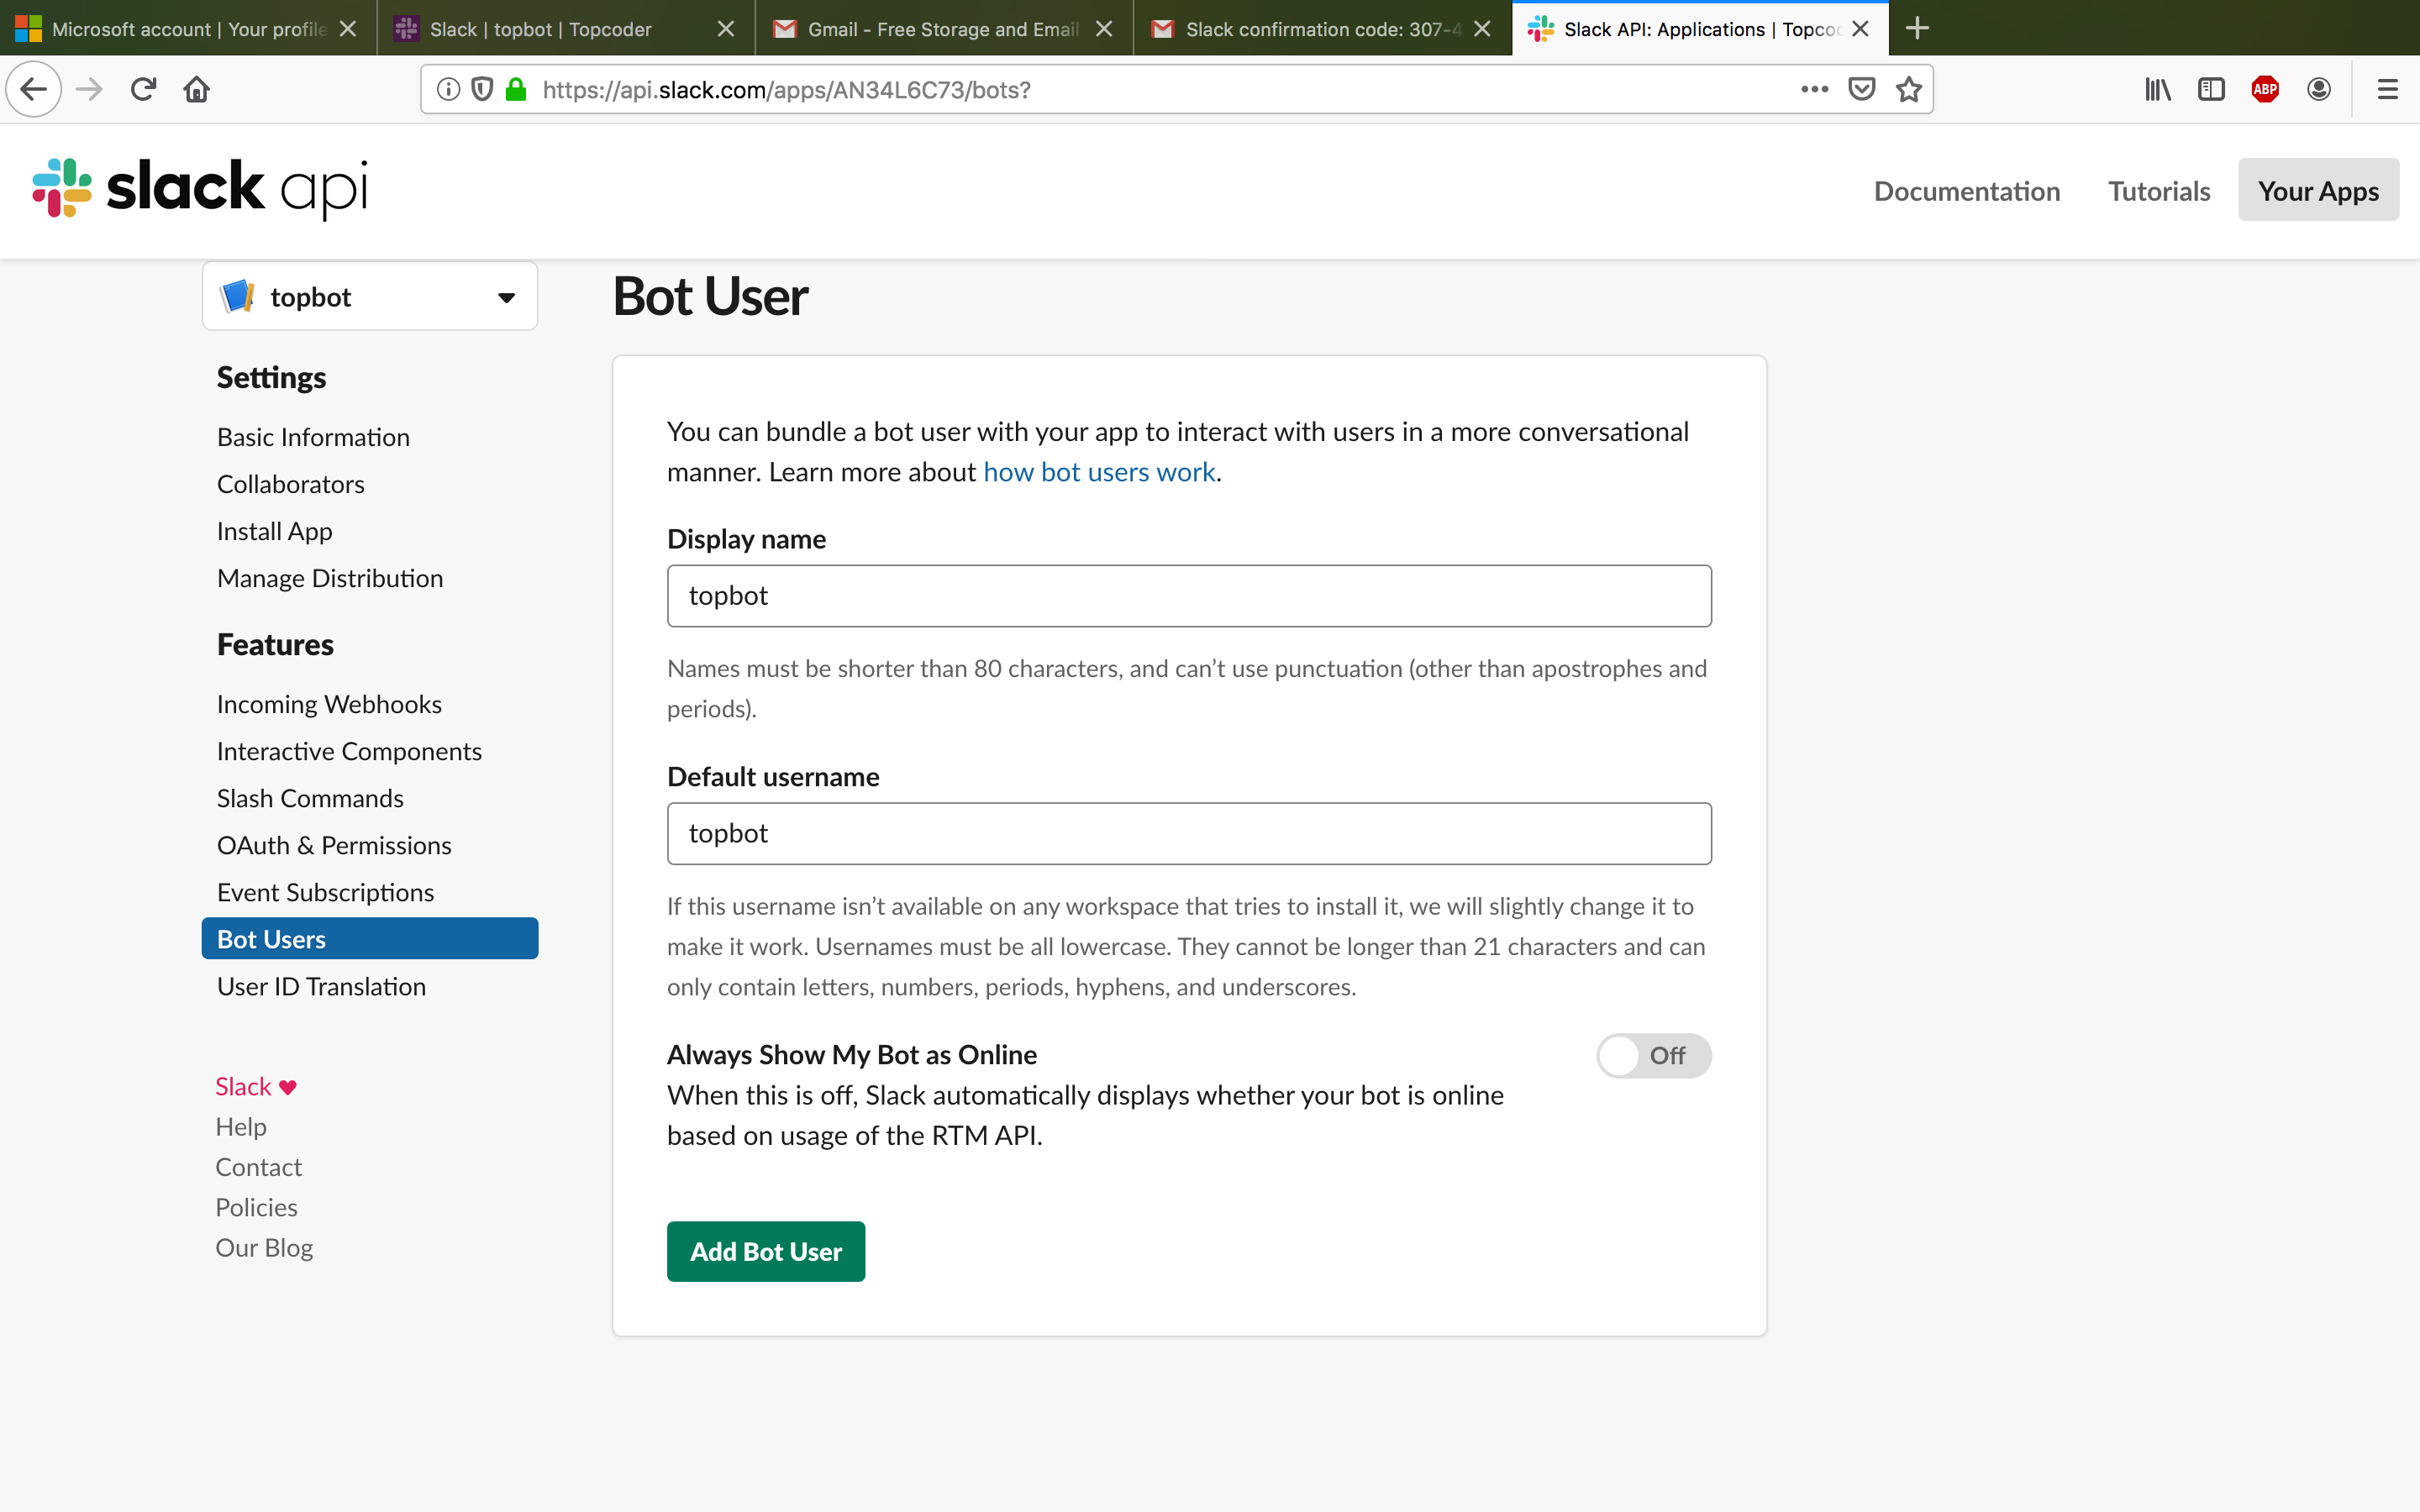 Microsoft account | Your profile
Slack | topbot | Topcoder
Gmail - Free Storage and Email
Slack confirmation code: 307-4
Slack API: Applications | Topcod
https://api.slack.com/apps/AN34L6C73/bots?
ABP
slack api
Documentation
Tutorials
Your Apps
topbot
Settings
Basic Information
Collaborators
Install App
Manage Distribution
Features
Incoming Webhooks
Interactive Components
Slash Commands
OAuth & Permissions
Event Subscriptions
Bot Users
User ID Translation
Slack ♥
Help
Contact
Policies
Our Blog
Bot User
You can bundle a bot user with your app to interact with users in a more conversational
manner. Learn more about how bot users work.
Display name
topbot
Names must be shorter than 80 characters, and can’t use punctuation (other than apostrophes and
periods).
Default username
topbot
If this username isn’t available on any workspace that tries to install it, we will slightly change it to
make it work. Usernames must be all lowercase. They cannot be longer than 21 characters and can
only contain letters, numbers, periods, hyphens, and underscores.
Always Show My Bot as Online
Off
When this is off, Slack automatically displays whether your bot is online
based on usage of the RTM API.
Add Bot User